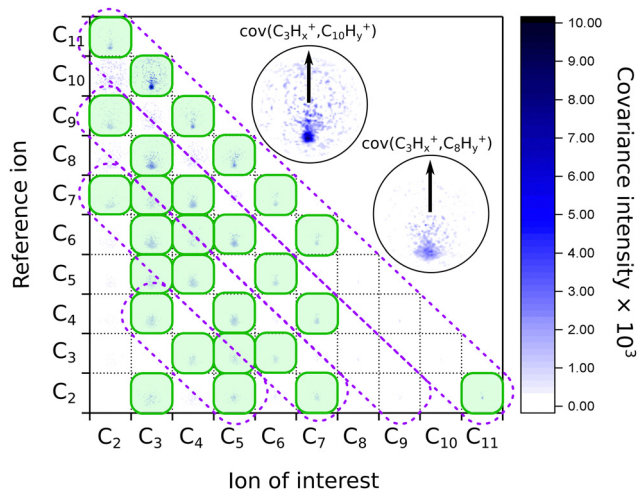 cov(C₃Hₓ⁺,C₁₀Hᵧ⁺)
cov(C₃Hₓ⁺,C₈Hᵧ⁺)
Reference ion
C₁₁
C₁₀
C₉
C₈
C₇
C₆
C₅
C₄
C₃
C₂
C₂ C₃ C₄ C₅ C₆ C₇ C₈ C₉ C₁₀ C₁₁
Ion of interest
10.00
9.00
8.00
7.00
6.00
5.00
4.00
3.00
2.00
1.00
0.00
Covariance intensity × 10³